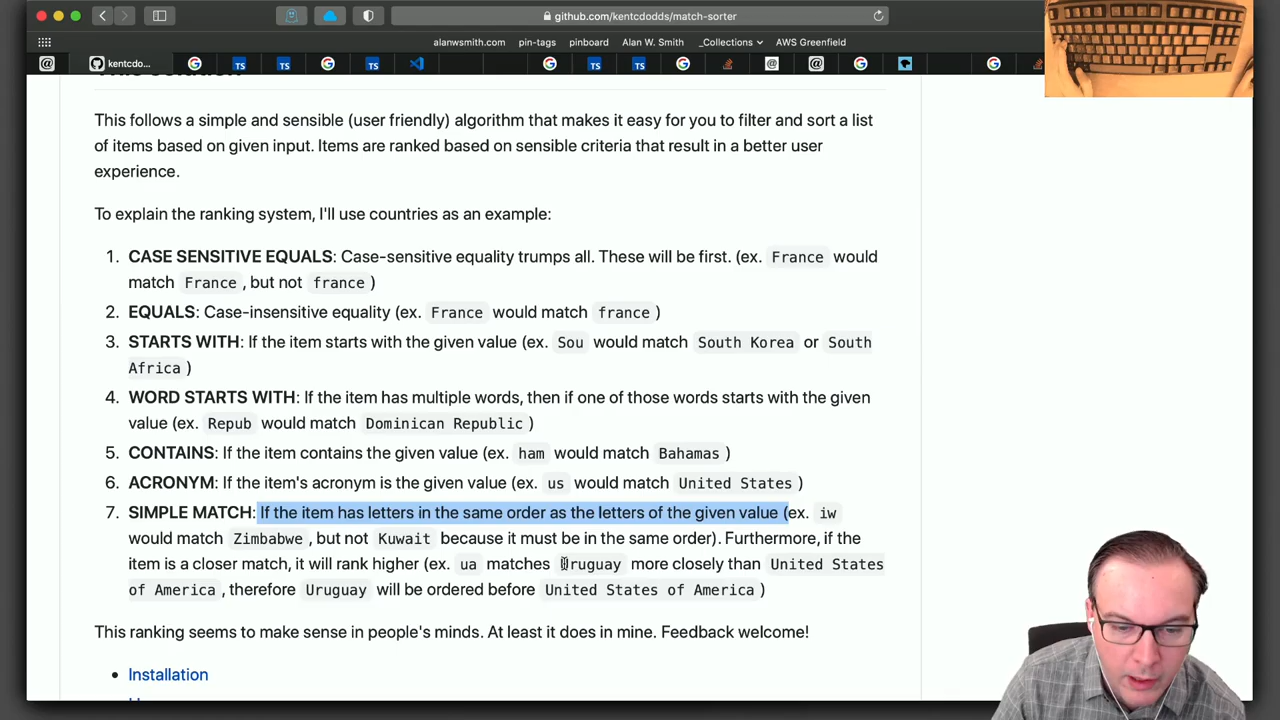 github.com/kentcdodds/match-sorter
alanwsmith.com pin-tags pinboard Alan W. Smith _Collections AWS Greenfield
@ kentcdo... G TS TS G TS G TS TS G @ @ G G
This follows a simple and sensible (user friendly) algorithm that makes it easy for you to filter and sort a list
of items based on given input. Items are ranked based on sensible criteria that result in a better user
experience.
To explain the ranking system, I'll use countries as an example:
1. CASE SENSITIVE EQUALS: Case-sensitive equality trumps all. These will be first. (ex. France would
match France , but not france )
2. EQUALS: Case-insensitive equality (ex. France would match france )
3. STARTS WITH: If the item starts with the given value (ex. Sou would match South Korea or South
Africa )
4. WORD STARTS WITH: If the item has multiple words, then if one of those words starts with the given
value (ex. Repub would match Dominican Republic )
5. CONTAINS: If the item contains the given value (ex. ham would match Bahamas )
6. ACRONYM: If the item's acronym is the given value (ex. us would match United States )
7. SIMPLE MATCH: If the item has letters in the same order as the letters of the given value (ex. iw
would match Zimbabwe , but not Kuwait because it must be in the same order). Furthermore, if the
item is a closer match, it will rank higher (ex. ua matches Uruguay more closely than United States
of America , therefore Uruguay will be ordered before United States of America )
This ranking seems to make sense in people's minds. At least it does in mine. Feedback welcome!
• Installation